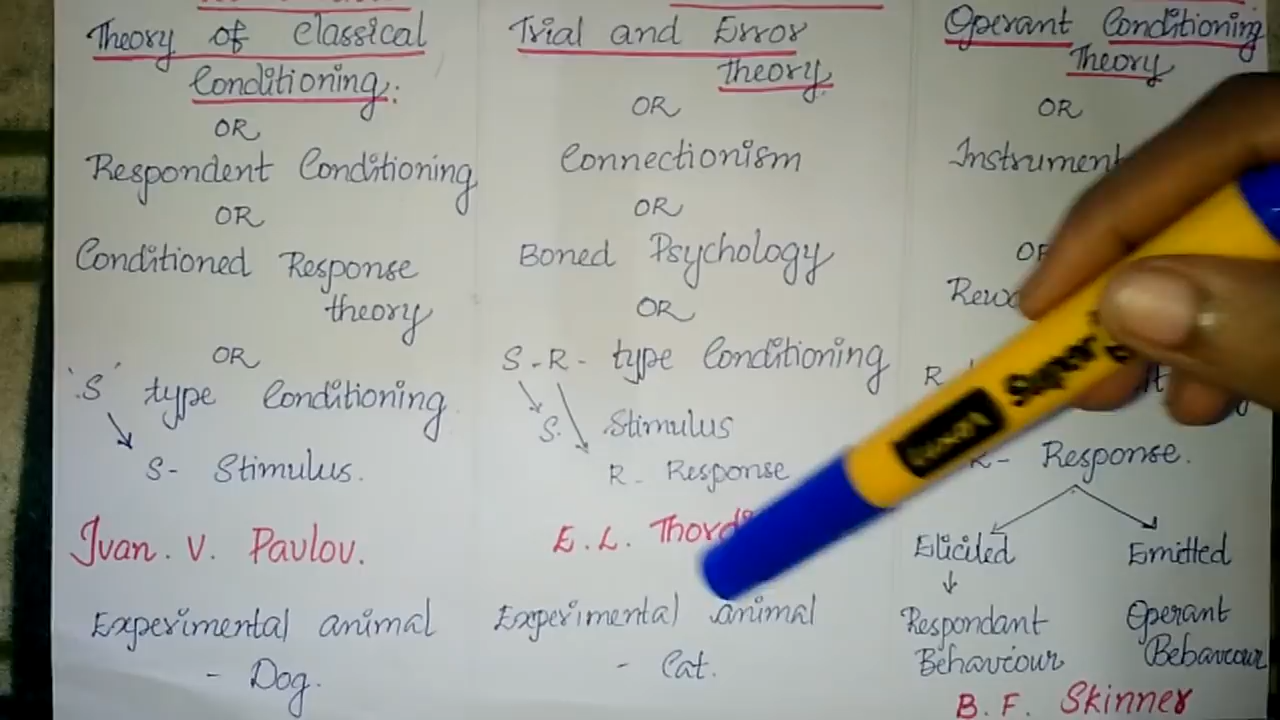 Theory of Classical
Conditioning:
OR
Respondent Conditioning
OR
Conditioned Response
theory
OR
'S' type Conditioning
S- Stimulus.
Ivan. V. Pavlov.
Experimental animal
- Dog.
Trial and Error
Theory
OR
Connectionism
OR
Boned Psychology
OR
S-R- type Conditioning
S. Stimulus
R. Response
E. L.
Experimental animal
- Cat.
Operant Conditioning
Theory
OR
R
R- Response.
Elicited Emitted
Respondant Operant
Behaviour Bebaviour
B. F. Skinner
Super